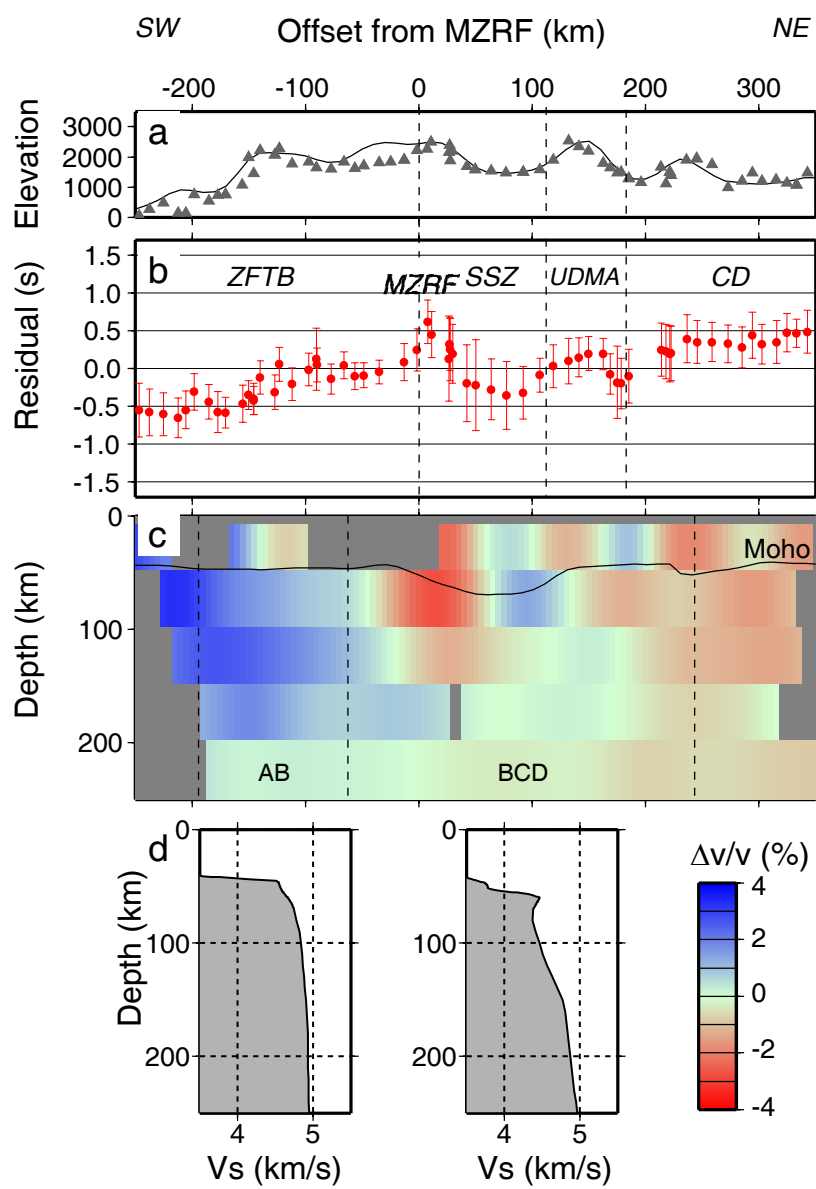 SW Offset from MZRF (km) NE
-200 -100 0 100 200 300
a
Elevation
3000
2000
1000
0
b
Residual (s)
1.5
1.0
0.5
0.0
-0.5
-1.0
-1.5
ZFTB MZRF SSZ UDMA CD
c
Depth (km)
0
100
200
Moho
AB BCD
d
Depth (km)
0
100
200
4 5
Vs (km/s)
0
100
200
4 5
Vs (km/s)
Δv/v (%)
4
2
0
-2
-4